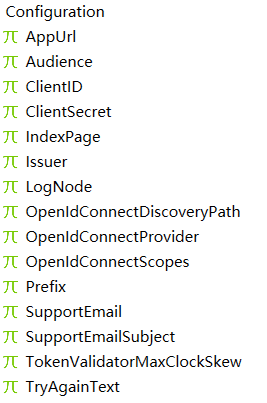 Configuration
AppUrl
Audience
ClientID
ClientSecret
IndexPage
Issuer
LogNode
OpenIdConnectDiscoveryPath
OpenIdConnectProvider
OpenIdConnectScopes
Prefix
SupportEmail
SupportEmailSubject
TokenValidatorMaxClockSkew
TryAgainText